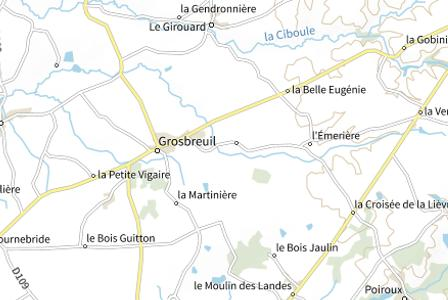 la Gendronnière
Le Girouard
la Ciboule
la Gobini
la Belle Eugénie
la Ver
l'Émerière
Grosbreuil
la Petite Vigaire
lière
la Martinière
la Croisée de la Lièv
ournebride
le Bois Guitton
le Bois Jaulin
D109
le Moulin des Landes
Poiroux